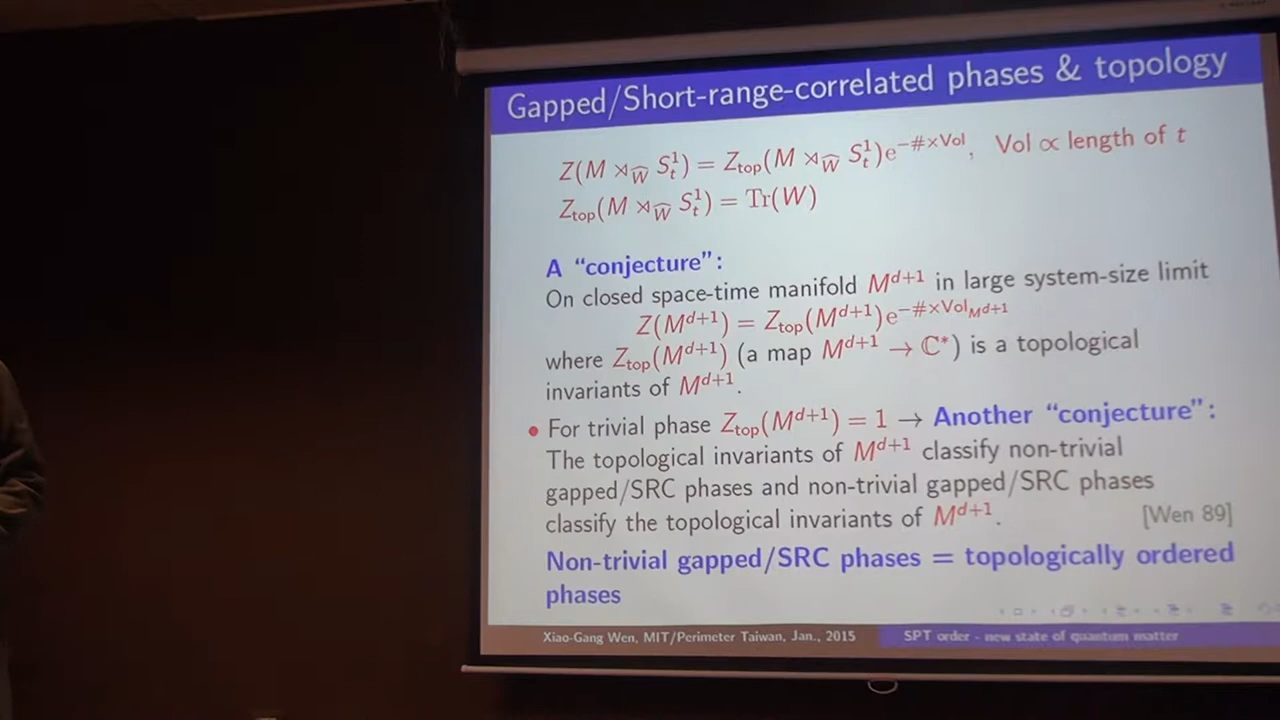 Gapped/Short-range-correlated phases & topology
Z(M ⋊_Ŵ S¹_t) = Z_top(M ⋊_Ŵ S¹_t)e^{−#×Vol}, Vol ∝ length of t
Z_top(M ⋊_Ŵ S¹_t) = Tr(W)
A “conjecture”:
On closed space-time manifold M^{d+1} in large system-size limit
Z(M^{d+1}) = Z_top(M^{d+1})e^{−#×Vol_{M^{d+1}}}
where Z_top(M^{d+1}) (a map M^{d+1} → ℂ*) is a topological
invariants of M^{d+1}.
• For trivial phase Z_top(M^{d+1}) = 1 → Another “conjecture”:
The topological invariants of M^{d+1} classify non-trivial
gapped/SRC phases and non-trivial gapped/SRC phases
classify the topological invariants of M^{d+1}. [Wen 89]
Non-trivial gapped/SRC phases = topologically ordered
phases
Xiao-Gang Wen, MIT/Perimeter Taiwan, Jan., 2015 SPT order - new state of quantum matter